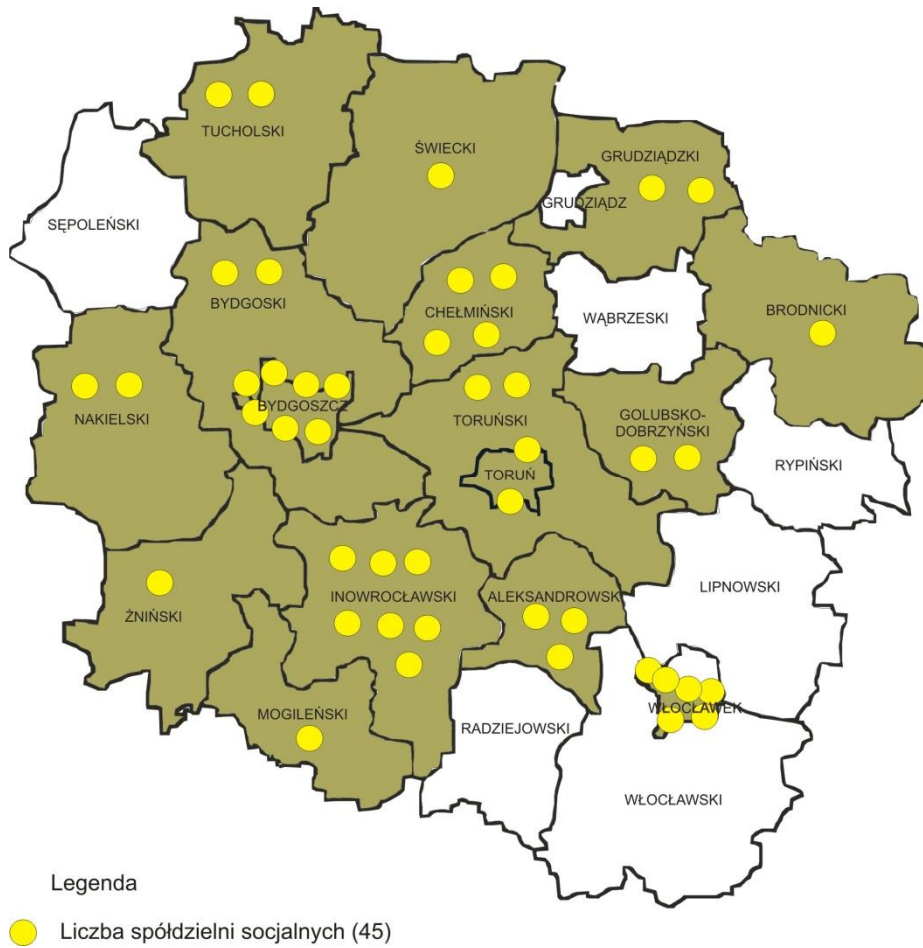 TUCHOLSKI
ŚWIECKI
GRUDZIĄDZKI
GRUDZIĄDZ
SĘPOLEŃSKI
BYDGOSKI
CHEŁMIŃSKI
WĄBRZESKI
BRODNICKI
NAKIELSKI
BYDGOSZCZ
TORUŃSKI
GOLUBSKO-
DOBRZYŃSKI
TORUŃ
RYPIŃSKI
ŻNIŃSKI
INOWROCŁAWSKI
ALEKSANDROWSKI
LIPNOWSKI
MOGILEŃSKI
RADZIEJOWSKI
WŁOCŁAWEK
WŁOCŁAWSKI
Legenda
Liczba spółdzielni socjalnych (45)